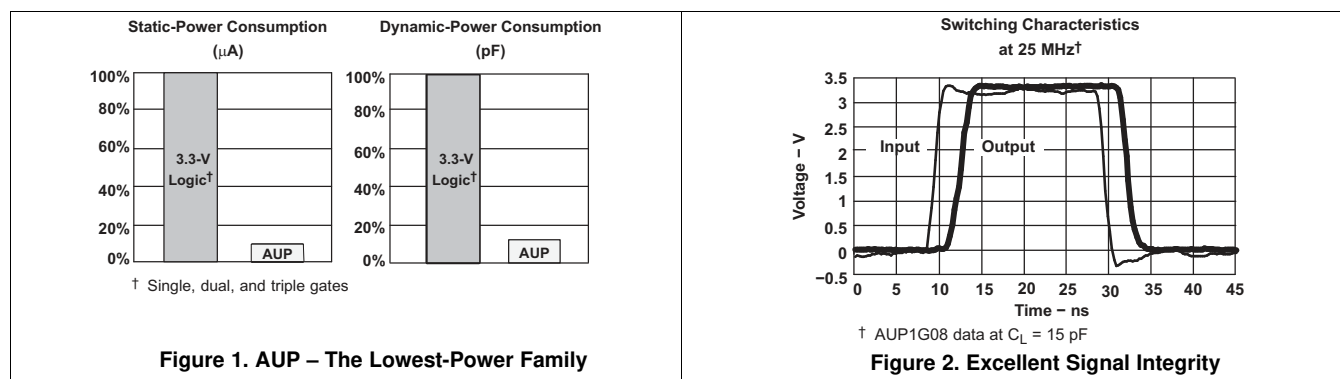 Static-Power Consumption
(μA)
100%
80%
60%
40%
20%
0%
3.3-V
Logic†
AUP
Dynamic-Power Consumption
(pF)
100%
80%
60%
40%
20%
0%
3.3-V
Logic†
AUP
† Single, dual, and triple gates
Figure 1. AUP – The Lowest-Power Family
Switching Characteristics
at 25 MHz†
Voltage – V
3.5
3
2.5
2
1.5
1
0.5
0
−0.5
Input
Output
0 5 10 15 20 25 30 35 40 45
Time – ns
† AUP1G08 data at CL = 15 pF
Figure 2. Excellent Signal Integrity